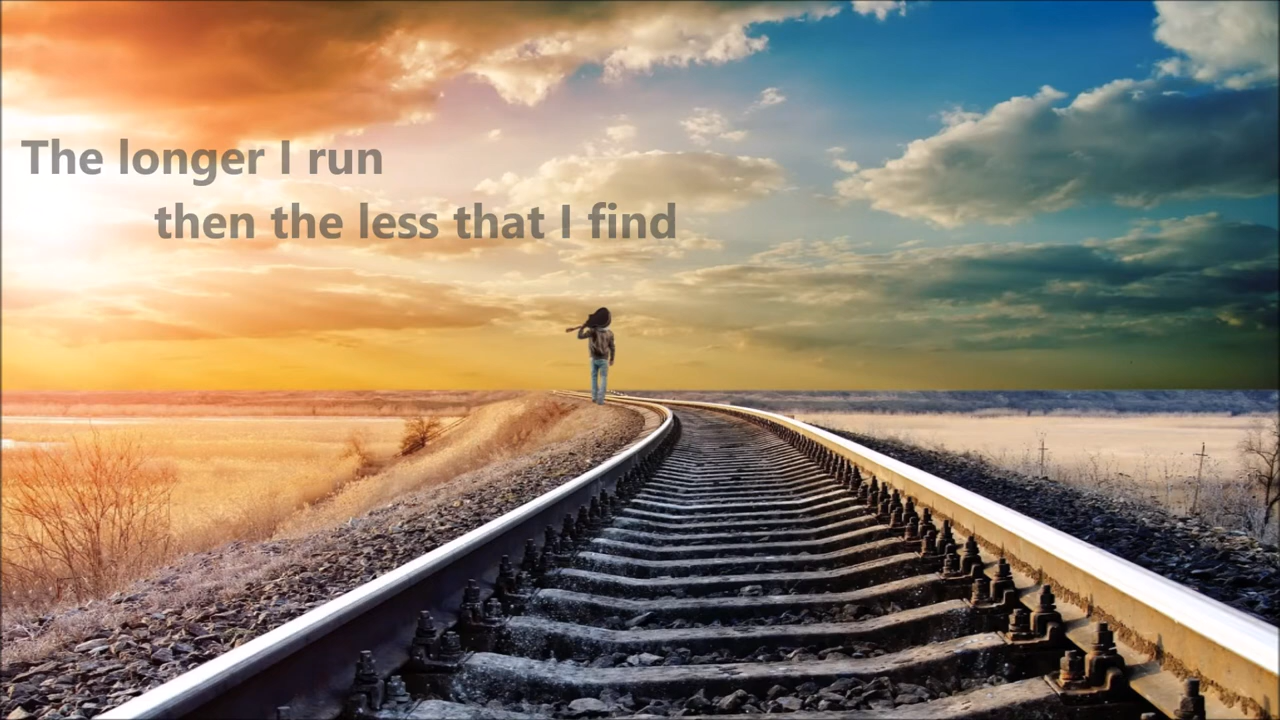 The longer I run
then the less that I find